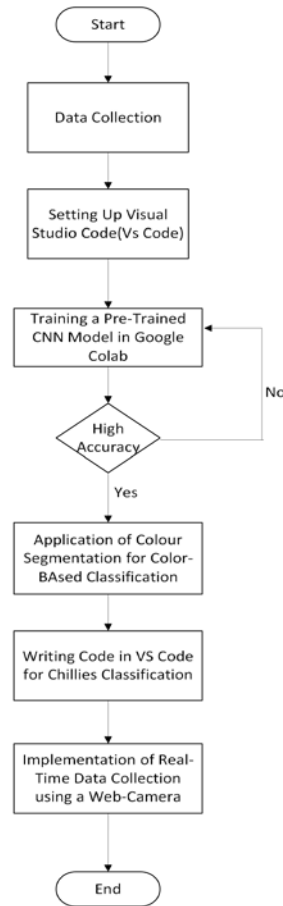 Start
Data Collection
Setting Up Visual
Studio Code(Vs Code)
Training a Pre-Trained
CNN Model in Google
Colab
No
High
Accuracy
Yes
Application of Colour
Segmentation for Color-
BAsed Classification
Writing Code in VS Code
for Chillies Classification
Implementation of Real-
Time Data Collection
using a Web-Camera
End